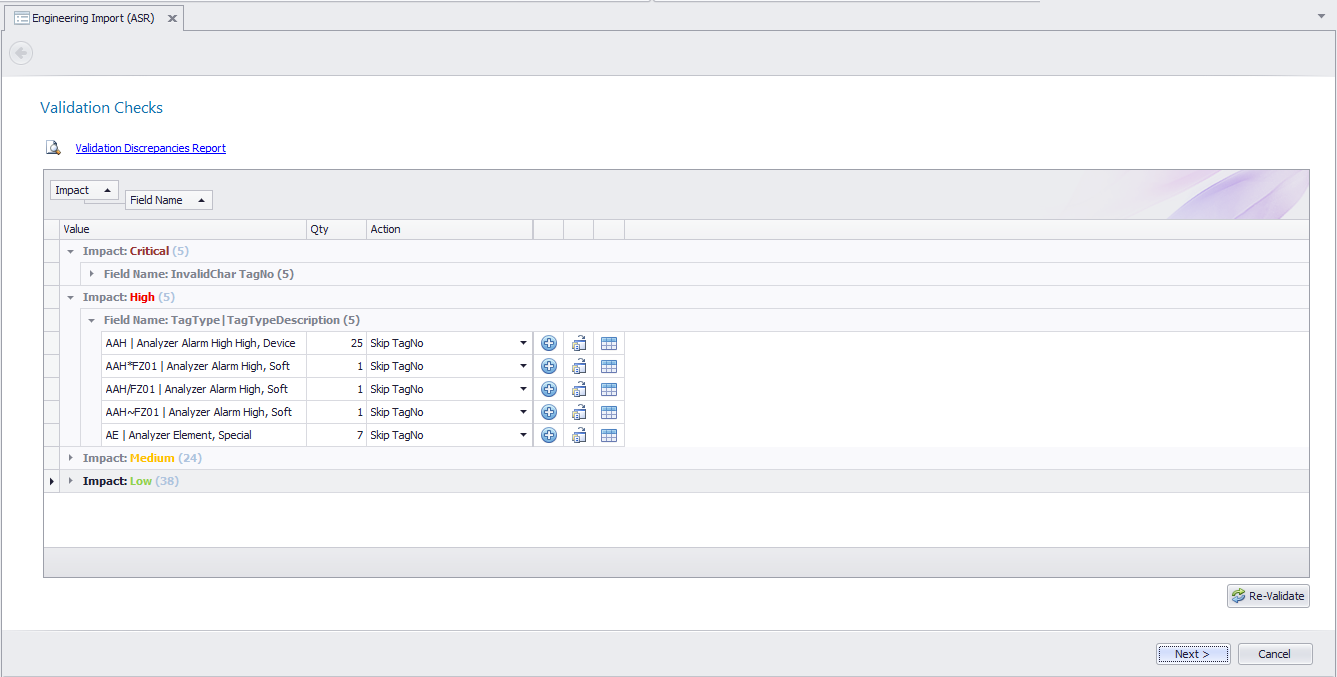 Engineering Import (ASR)
Validation Checks
Validation Discrepancies Report
Impact
Field Name
Value Qty Action
Impact: Critical (5)
Field Name: InvalidChar TagNo (5)
Impact: High (5)
Field Name: TagType|TagTypeDescription (5)
AAH | Analyzer Alarm High High, Device 25 Skip TagNo
AAH*FZ01 | Analyzer Alarm High, Soft 1 Skip TagNo
AAH/FZ01 | Analyzer Alarm High, Soft 1 Skip TagNo
AAH~FZ01 | Analyzer Alarm High, Soft 1 Skip TagNo
AE | Analyzer Element, Special 7 Skip TagNo
Impact: Medium (24)
Impact: Low (38)
Re-Validate
Next > Cancel